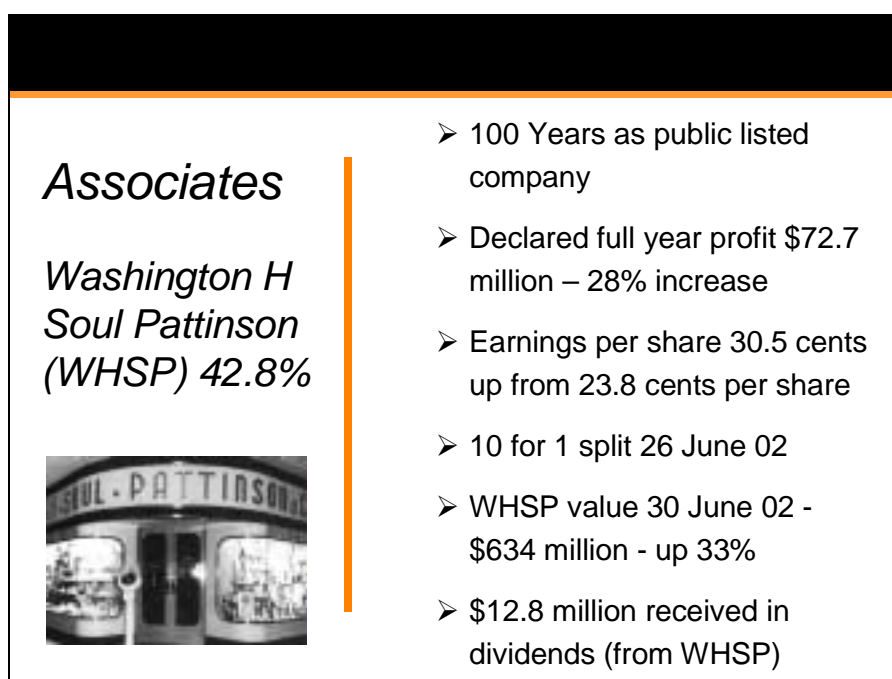 Associates
Washington H
Soul Pattinson
(WHSP) 42.8%
SOUL · PATTINSON
➢ 100 Years as public listed
company
➢ Declared full year profit $72.7
million – 28% increase
➢ Earnings per share 30.5 cents
up from 23.8 cents per share
➢ 10 for 1 split 26 June 02
➢ WHSP value 30 June 02 -
$634 million - up 33%
➢ $12.8 million received in
dividends (from WHSP)